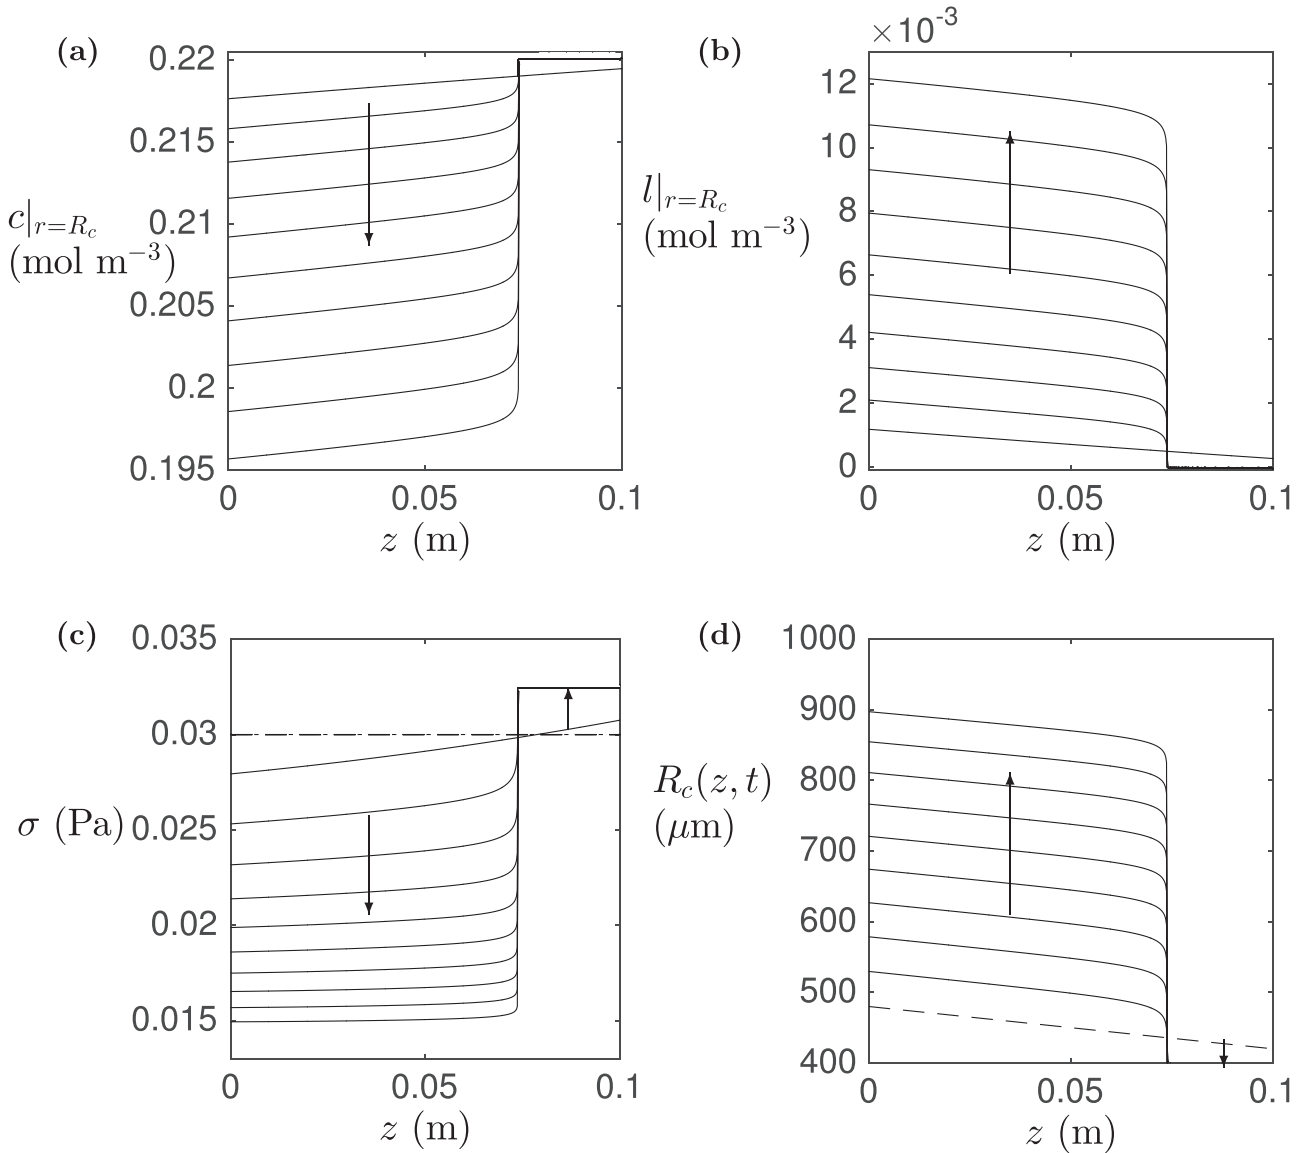 (a)
0.22
0.215
0.21
0.205
0.2
0.195
c|r=Rc
(mol m−3)
0 0.05 0.1
z (m)
(b)
×10-3
12
10
8
6
4
2
0
l|r=Rc
(mol m−3)
0 0.05 0.1
z (m)
(c)
0.035
0.03
0.025
0.02
0.015
σ (Pa)
0 0.05 0.1
z (m)
(d)
1000
900
800
700
600
500
400
Rc(z, t)
(μm)
0 0.05 0.1
z (m)